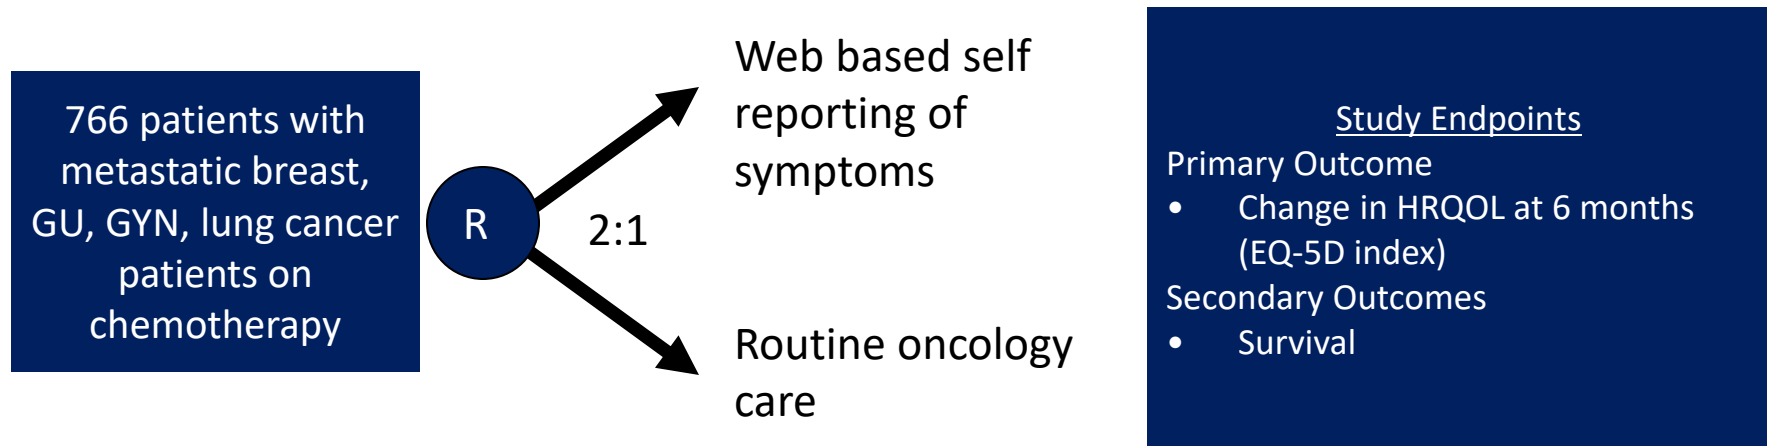 766 patients with
metastatic breast,
GU, GYN, lung cancer
patients on
chemotherapy
R
2:1
Web based self
reporting of
symptoms
Routine oncology
care
Study Endpoints
Primary Outcome
• Change in HRQOL at 6 months
(EQ-5D index)
Secondary Outcomes
• Survival